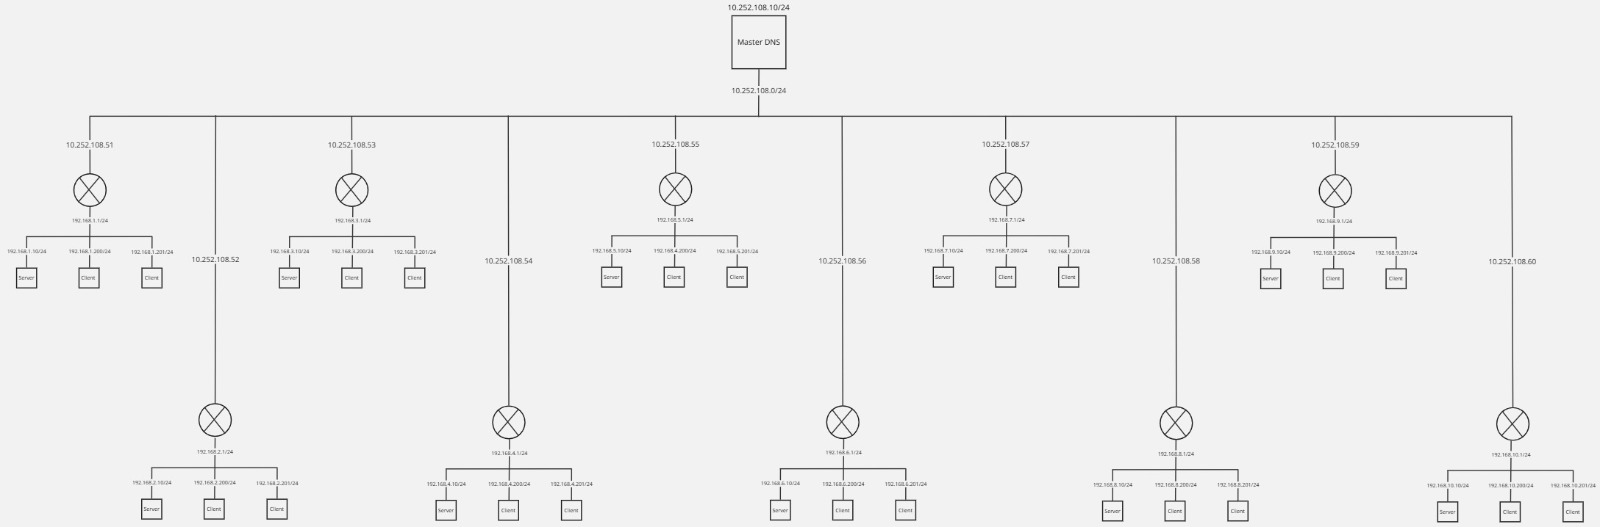 10.252.108.10/24
Master DNS
10.252.108.0/24
10.252.108.51
10.252.108.53
10.252.108.55
10.252.108.57
10.252.108.59
192.168.1.1/24
192.168.3.1/24
192.168.5.1/24
192.168.7.1/24
192.168.9.1/24
192.168.1.10/24
192.168.1.200/24
192.168.1.201/24
192.168.3.10/24
192.168.3.200/24
192.168.3.201/24
192.168.5.10/24
192.168.4.200/24
192.168.5.201/24
192.168.7.10/24
192.168.7.200/24
192.168.7.201/24
192.168.9.10/24
192.168.9.200/24
192.168.9.201/24
Server
Client
Client
Server
Client
Client
Server
Client
Client
Server
Client
Client
Server
Client
Client
10.252.108.52
10.252.108.54
10.252.108.56
10.252.108.58
10.252.108.60
192.168.2.1/24
192.168.4.1/24
192.168.6.1/24
192.168.8.1/24
192.168.10.1/24
192.168.2.10/24
192.168.2.200/24
192.168.2.201/24
192.168.4.10/24
192.168.4.200/24
192.168.4.201/24
192.168.6.10/24
192.168.6.200/24
192.168.6.201/24
192.168.8.10/24
192.168.8.200/24
192.168.8.201/24
192.168.10.10/24
192.168.10.200/24
192.168.10.201/24
Server
Client
Client
Server
Client
Client
Server
Client
Client
Server
Client
Client
Server
Client
Client